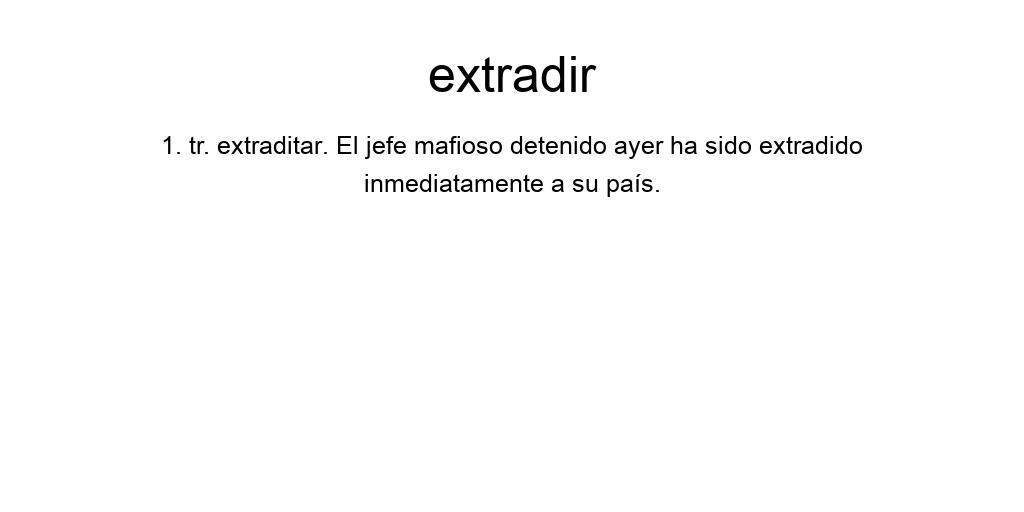 extradir
1. tr. extraditar. El jefe mafioso detenido ayer ha sido extradido
inmediatamente a su país.